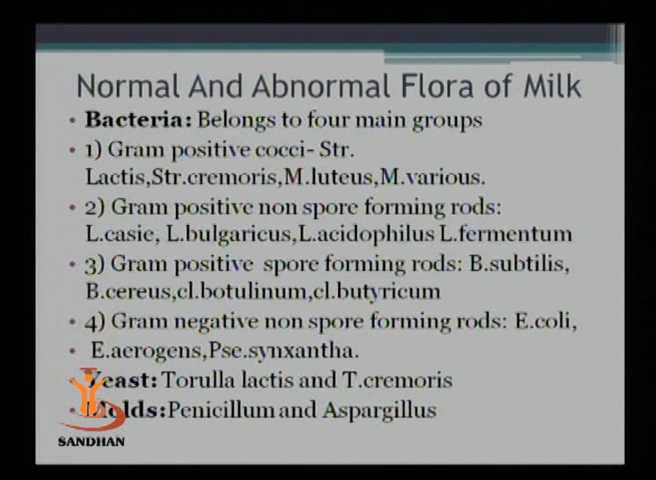 Normal And Abnormal Flora of Milk
• Bacteria: Belongs to four main groups
• 1) Gram positive cocci- Str.
Lactis,Str.cremoris,M.luteus,M.various.
• 2) Gram positive non spore forming rods:
L.casie, L.bulgaricus,L.acidophilus L.fermentum
• 3) Gram positive spore forming rods: B.subtilis,
B.cereus,cl.botulinum,cl.butyricum
• 4) Gram negative non spore forming rods: E.coli,
• E.aerogens,Pse.synxantha.
• Yeast: Torulla lactis and T.cremoris
• Molds:Penicillum and Aspargillus
SANDHAN